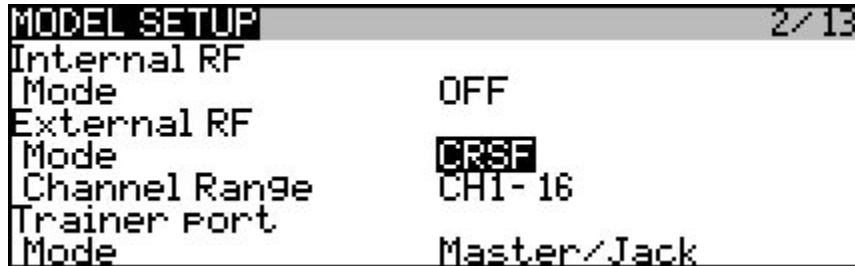 MODEL SETUP 2/13
Internal RF
Mode OFF
External RF
Mode CRSF
Channel Range CH1-16
Trainer port
Mode Master/Jack